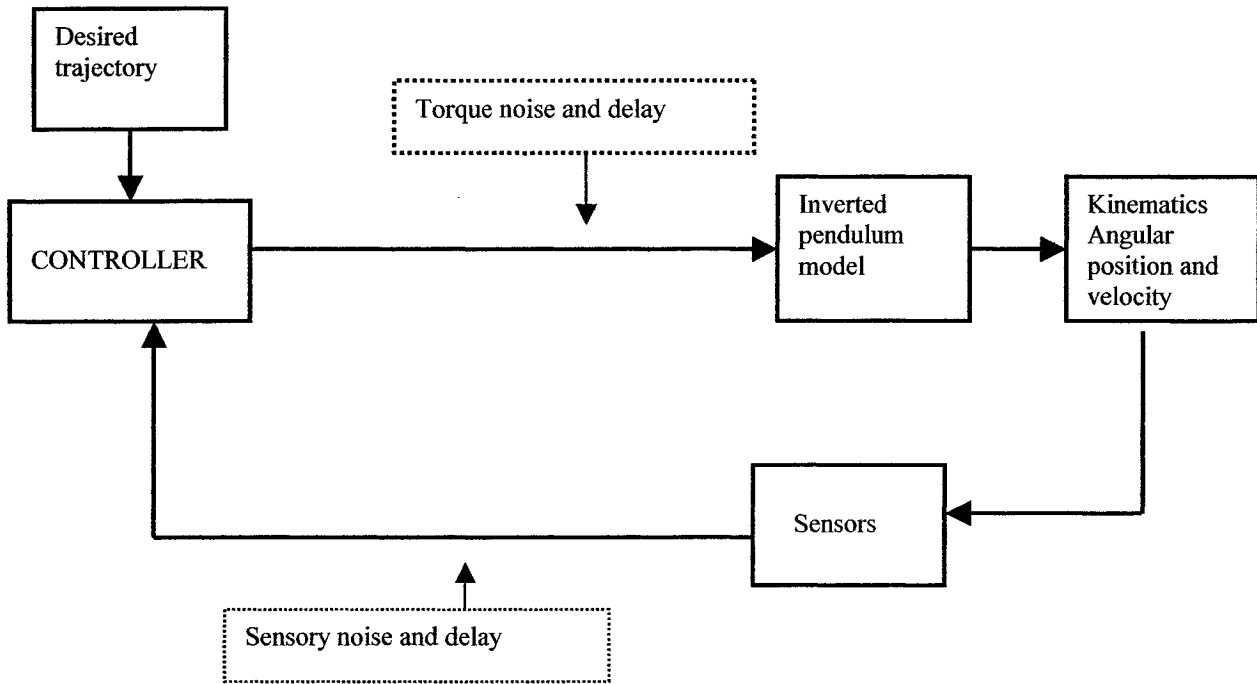 Desired
trajectory
Torque noise and delay
CONTROLLER
Inverted
pendulum
model
Kinematics
Angular
position and
velocity
Sensors
Sensory noise and delay